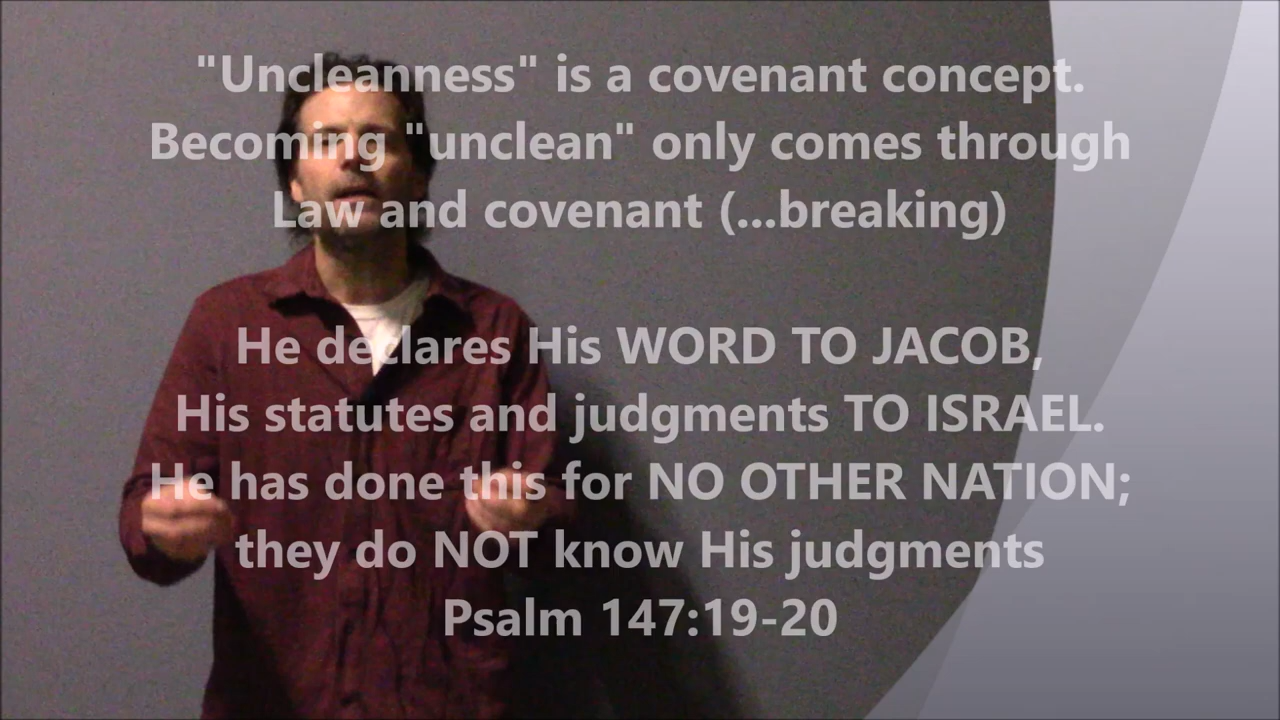 "Uncleanness" is a covenant concept.
Becoming "unclean" only comes through
Law and covenant (...breaking)
He declares His WORD TO JACOB,
His statutes and judgments TO ISRAEL.
He has done this for NO OTHER NATION;
they do NOT know His judgments
Psalm 147:19-20